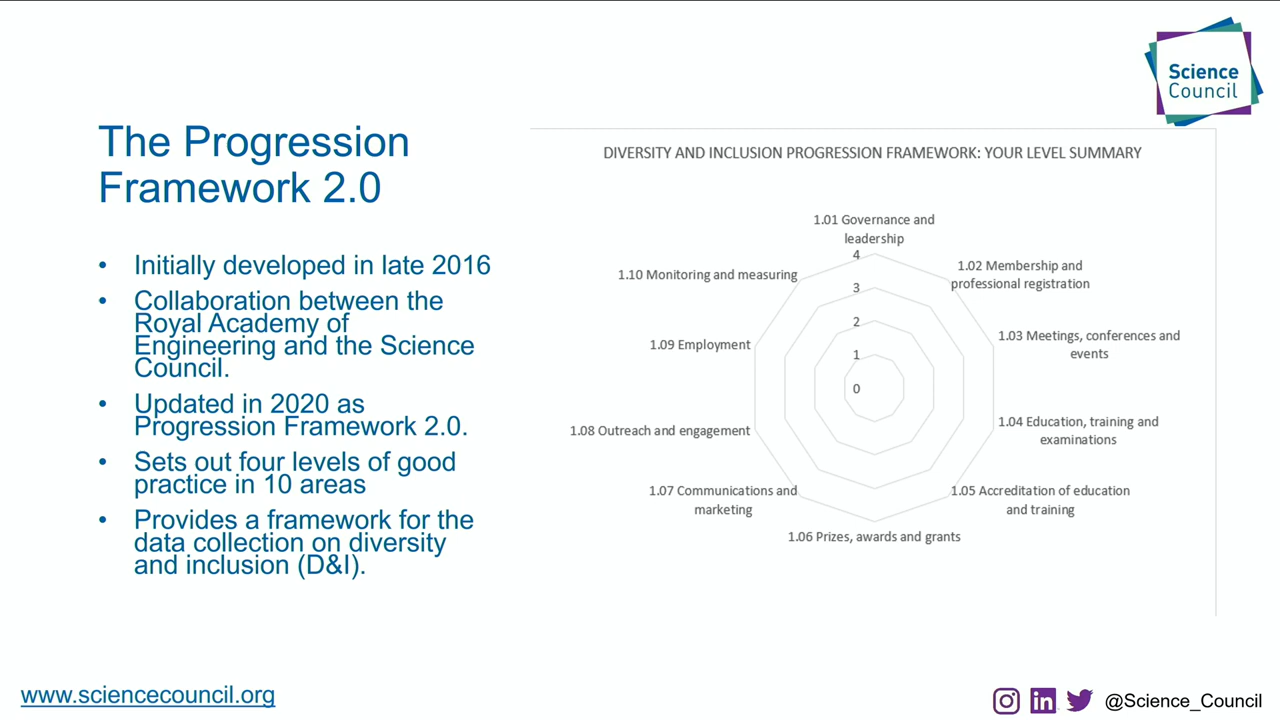 Science
Council
The Progression
Framework 2.0
• Initially developed in late 2016
• Collaboration between the
Royal Academy of
Engineering and the Science
Council.
• Updated in 2020 as
Progression Framework 2.0.
• Sets out four levels of good
practice in 10 areas
• Provides a framework for the
data collection on diversity
and inclusion (D&I).
DIVERSITY AND INCLUSION PROGRESSION FRAMEWORK: YOUR LEVEL SUMMARY
1.01 Governance and
leadership
4
3
2
1
0
1.02 Membership and
professional registration
1.03 Meetings, conferences and
events
1.04 Education, training and
examinations
1.05 Accreditation of education
and training
1.06 Prizes, awards and grants
1.07 Communications and
marketing
1.08 Outreach and engagement
1.09 Employment
1.10 Monitoring and measuring
www.sciencecouncil.org
in
@Science_Council